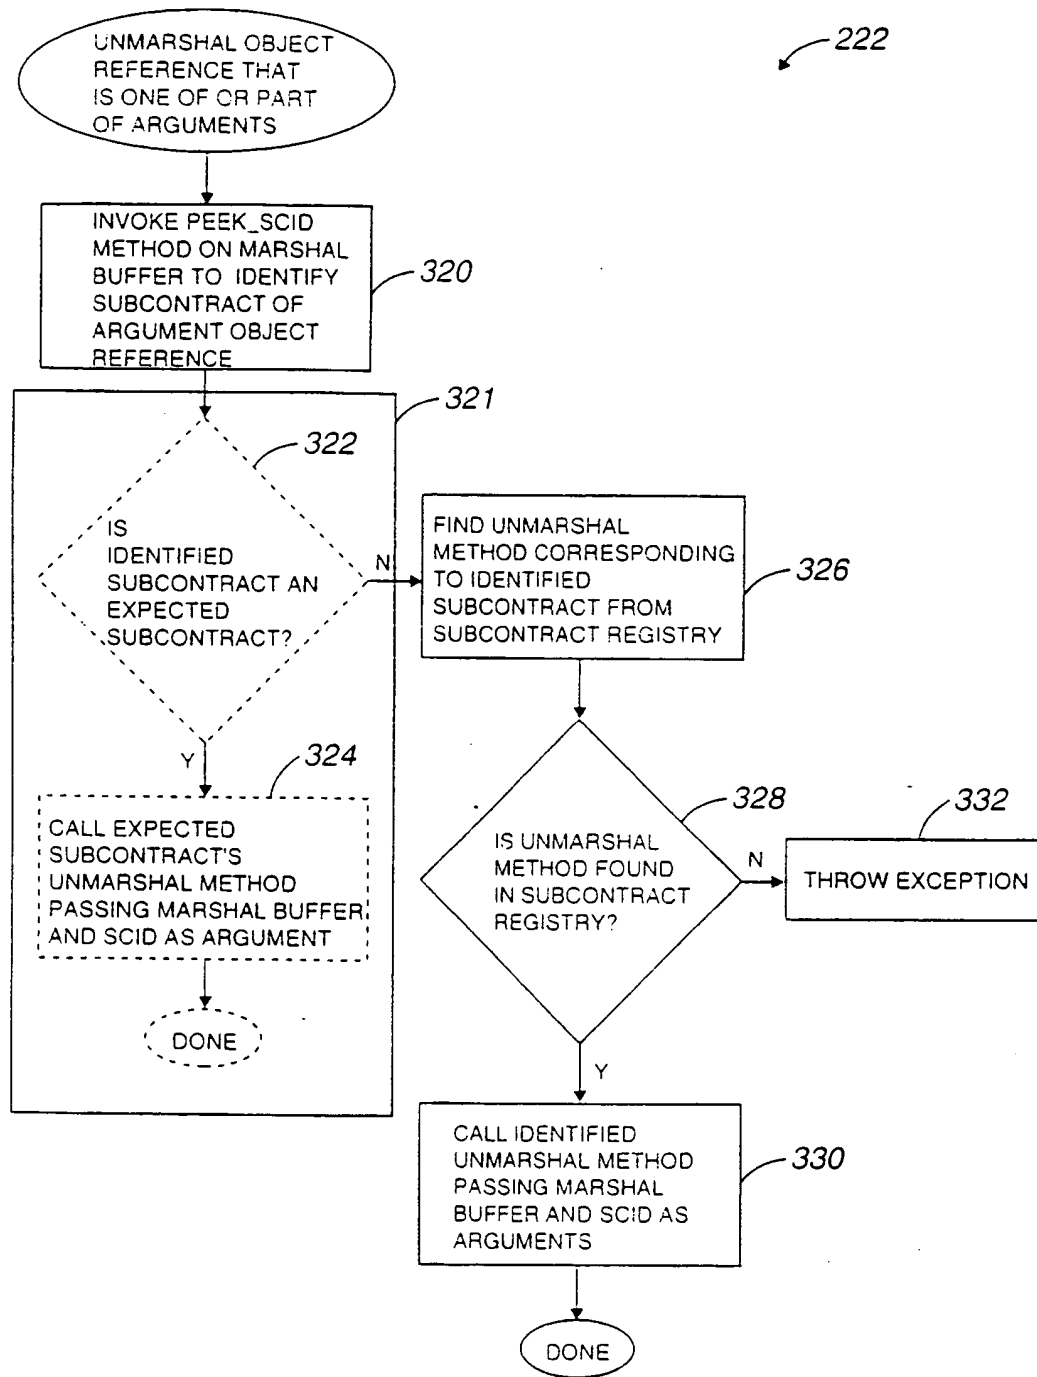 222
UNMARSHAL OBJECT
REFERENCE THAT
IS ONE OF OR PART
OF ARGUMENTS
INVOKE PEEK_SCID
METHOD ON MARSHAL
BUFFER TO IDENTIFY
SUBCONTRACT OF
ARGUMENT OBJECT
REFERENCE
320
321
322
IS
IDENTIFIED
SUBCONTRACT AN
EXPECTED
SUBCONTRACT?
N
Y
324
CALL EXPECTED
SUBCONTRACT'S
UNMARSHAL METHOD
PASSING MARSHAL BUFFER
AND SCID AS ARGUMENT
DONE
FIND UNMARSHAL
METHOD CORRESPONDING
TO IDENTIFIED
SUBCONTRACT FROM
SUBCONTRACT REGISTRY
326
328
IS UNMARSHAL
METHOD FOUND
IN SUBCONTRACT
REGISTRY?
N
332
THROW EXCEPTION
Y
CALL IDENTIFIED
UNMARSHAL METHOD
PASSING MARSHAL
BUFFER AND SCID AS
ARGUMENTS
330
DONE